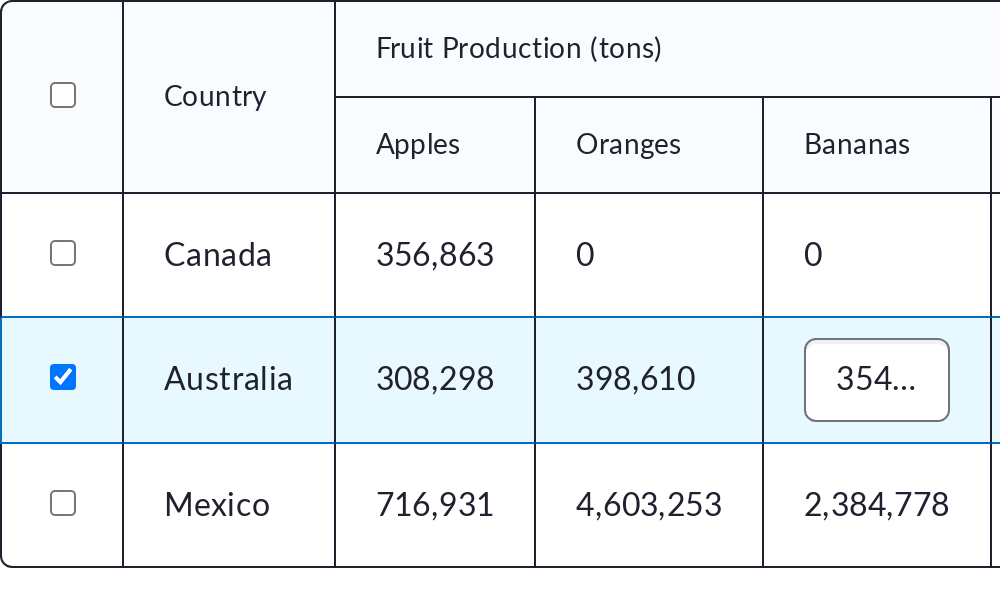 Fruit Production (tons)
Country
Apples Oranges Bananas
Canada 356,863 0 0
Australia 308,298 398,610 354...
Mexico 716,931 4,603,253 2,384,778